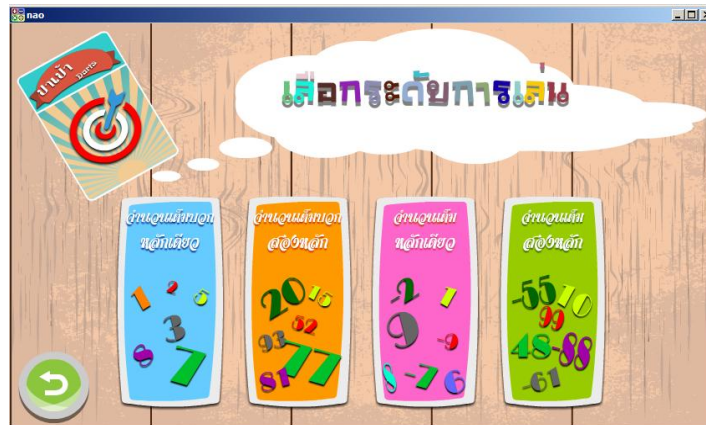 nao
ปาเป้า
Darts
เลือกระดับการเล่น
จำนวนเต็มบวก
หลักเดียว
1 2 5
3
8 7
จำนวนเต็มบวก
สองหลัก
20 15
52
93 77
81
จำนวนเต็ม
หลักเดียว
-2 1
9 -9
8 -7 6
จำนวนเต็ม
สองหลัก
-55 10
99
48 -88
-61